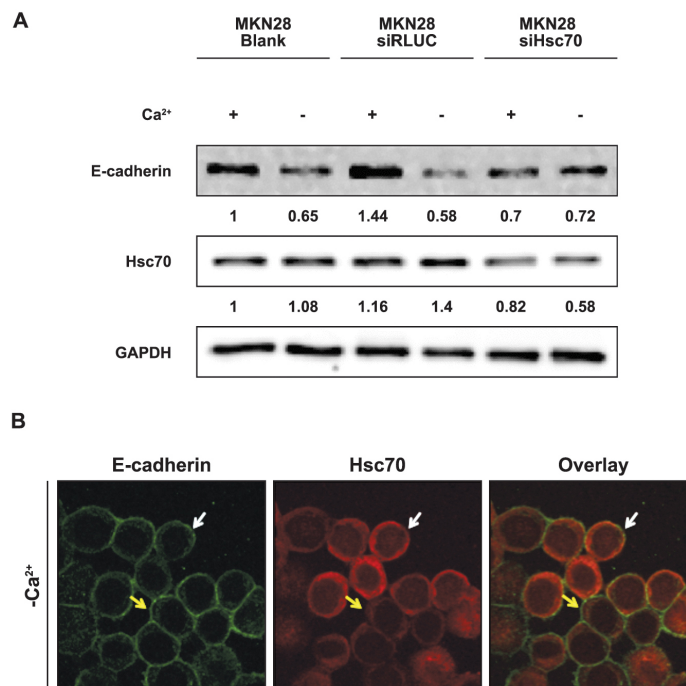 A
MKN28 MKN28 MKN28
Blank siRLUC siHsc70
Ca²⁺ + - + - + -
E-cadherin
1 0.65 1.44 0.58 0.7 0.72
Hsc70
1 1.08 1.16 1.4 0.82 0.58
GAPDH
B
E-cadherin Hsc70 Overlay
-Ca²⁺